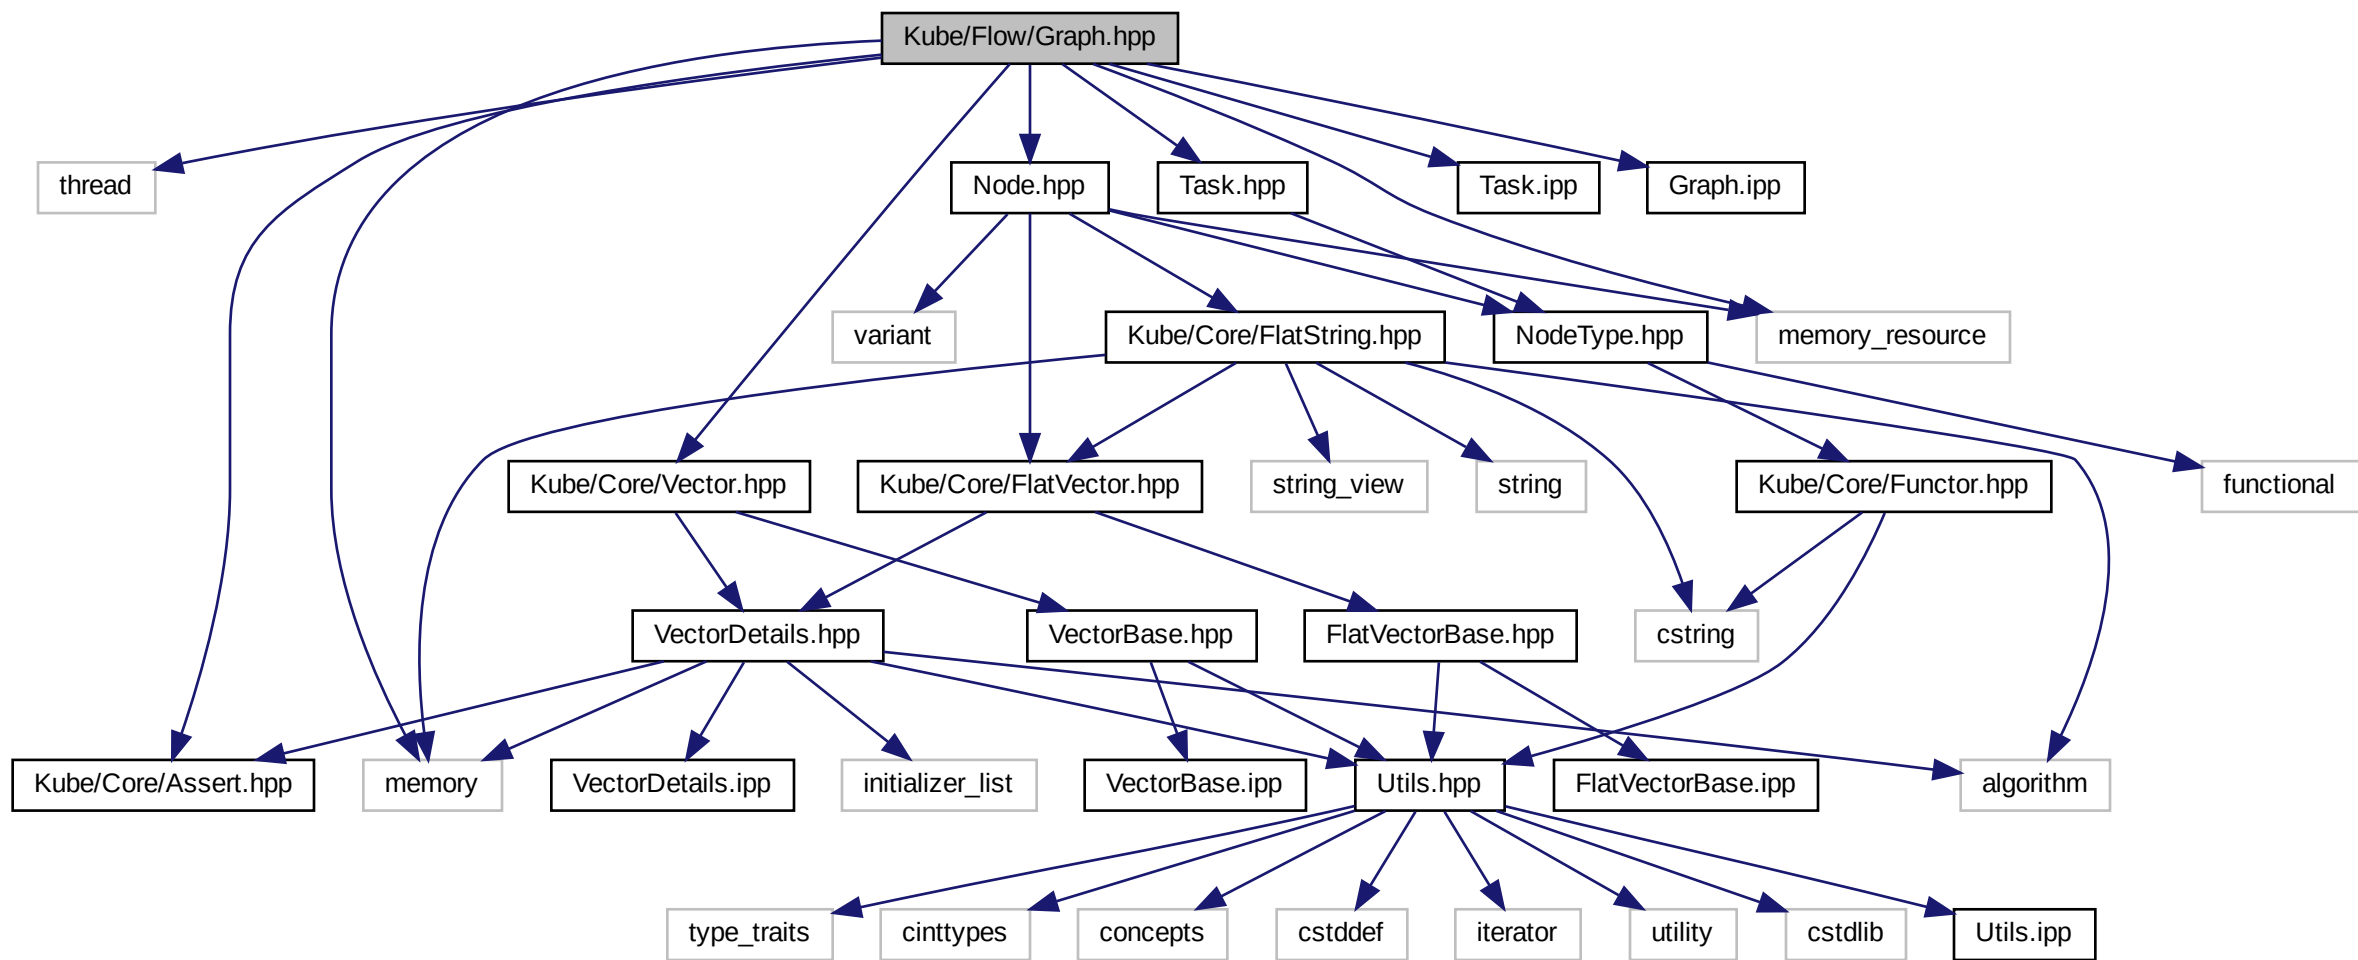 Kube/Flow/Graph.hpp
thread
Node.hpp
Task.hpp
Task.ipp
Graph.ipp
variant
Kube/Core/FlatString.hpp
NodeType.hpp
memory_resource
Kube/Core/Vector.hpp
Kube/Core/FlatVector.hpp
string_view
string
Kube/Core/Functor.hpp
functional
VectorDetails.hpp
VectorBase.hpp
FlatVectorBase.hpp
cstring
Kube/Core/Assert.hpp
memory
VectorDetails.ipp
initializer_list
VectorBase.ipp
Utils.hpp
FlatVectorBase.ipp
algorithm
type_traits
cinttypes
concepts
cstddef
iterator
utility
cstdlib
Utils.ipp